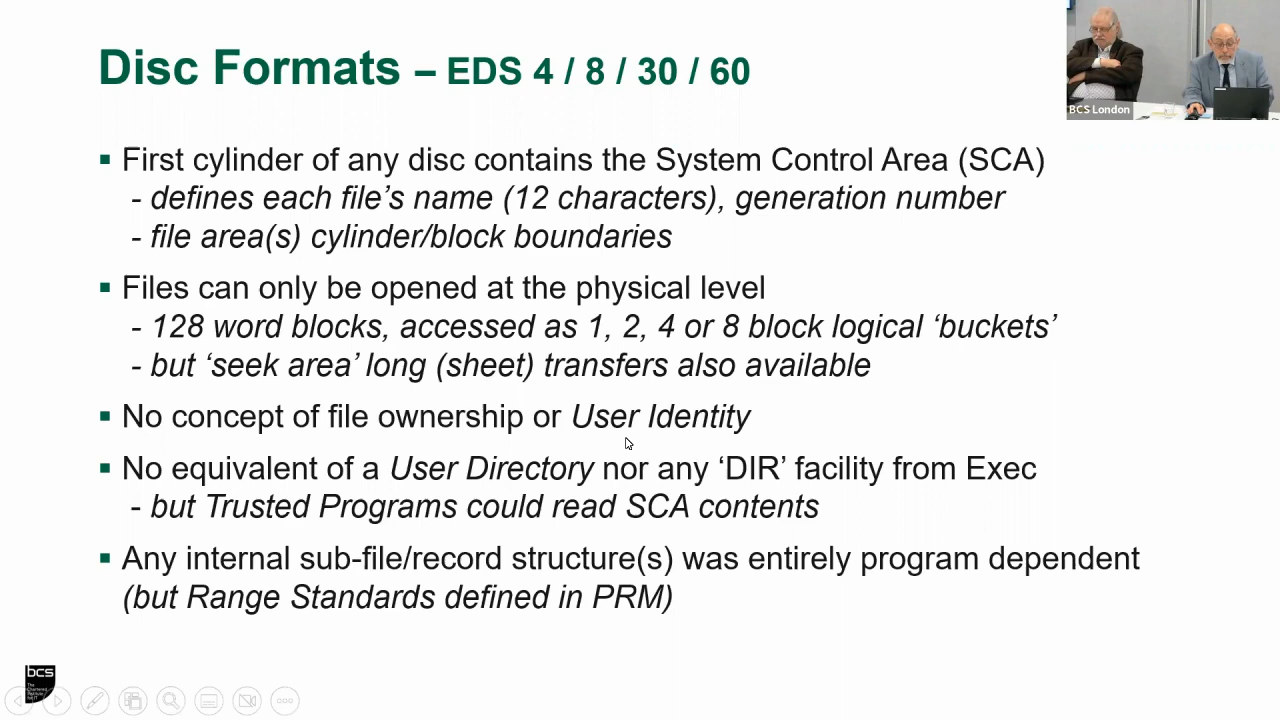 Disc Formats – EDS 4 / 8 / 30 / 60
BCS London
▪ First cylinder of any disc contains the System Control Area (SCA)
- defines each file’s name (12 characters), generation number
- file area(s) cylinder/block boundaries
▪ Files can only be opened at the physical level
- 128 word blocks, accessed as 1, 2, 4 or 8 block logical ‘buckets’
- but ‘seek area’ long (sheet) transfers also available
▪ No concept of file ownership or User Identity
▪ No equivalent of a User Directory nor any ‘DIR’ facility from Exec
- but Trusted Programs could read SCA contents
▪ Any internal sub-file/record structure(s) was entirely program dependent
(but Range Standards defined in PRM)
bcs
The
Chartered
Institute